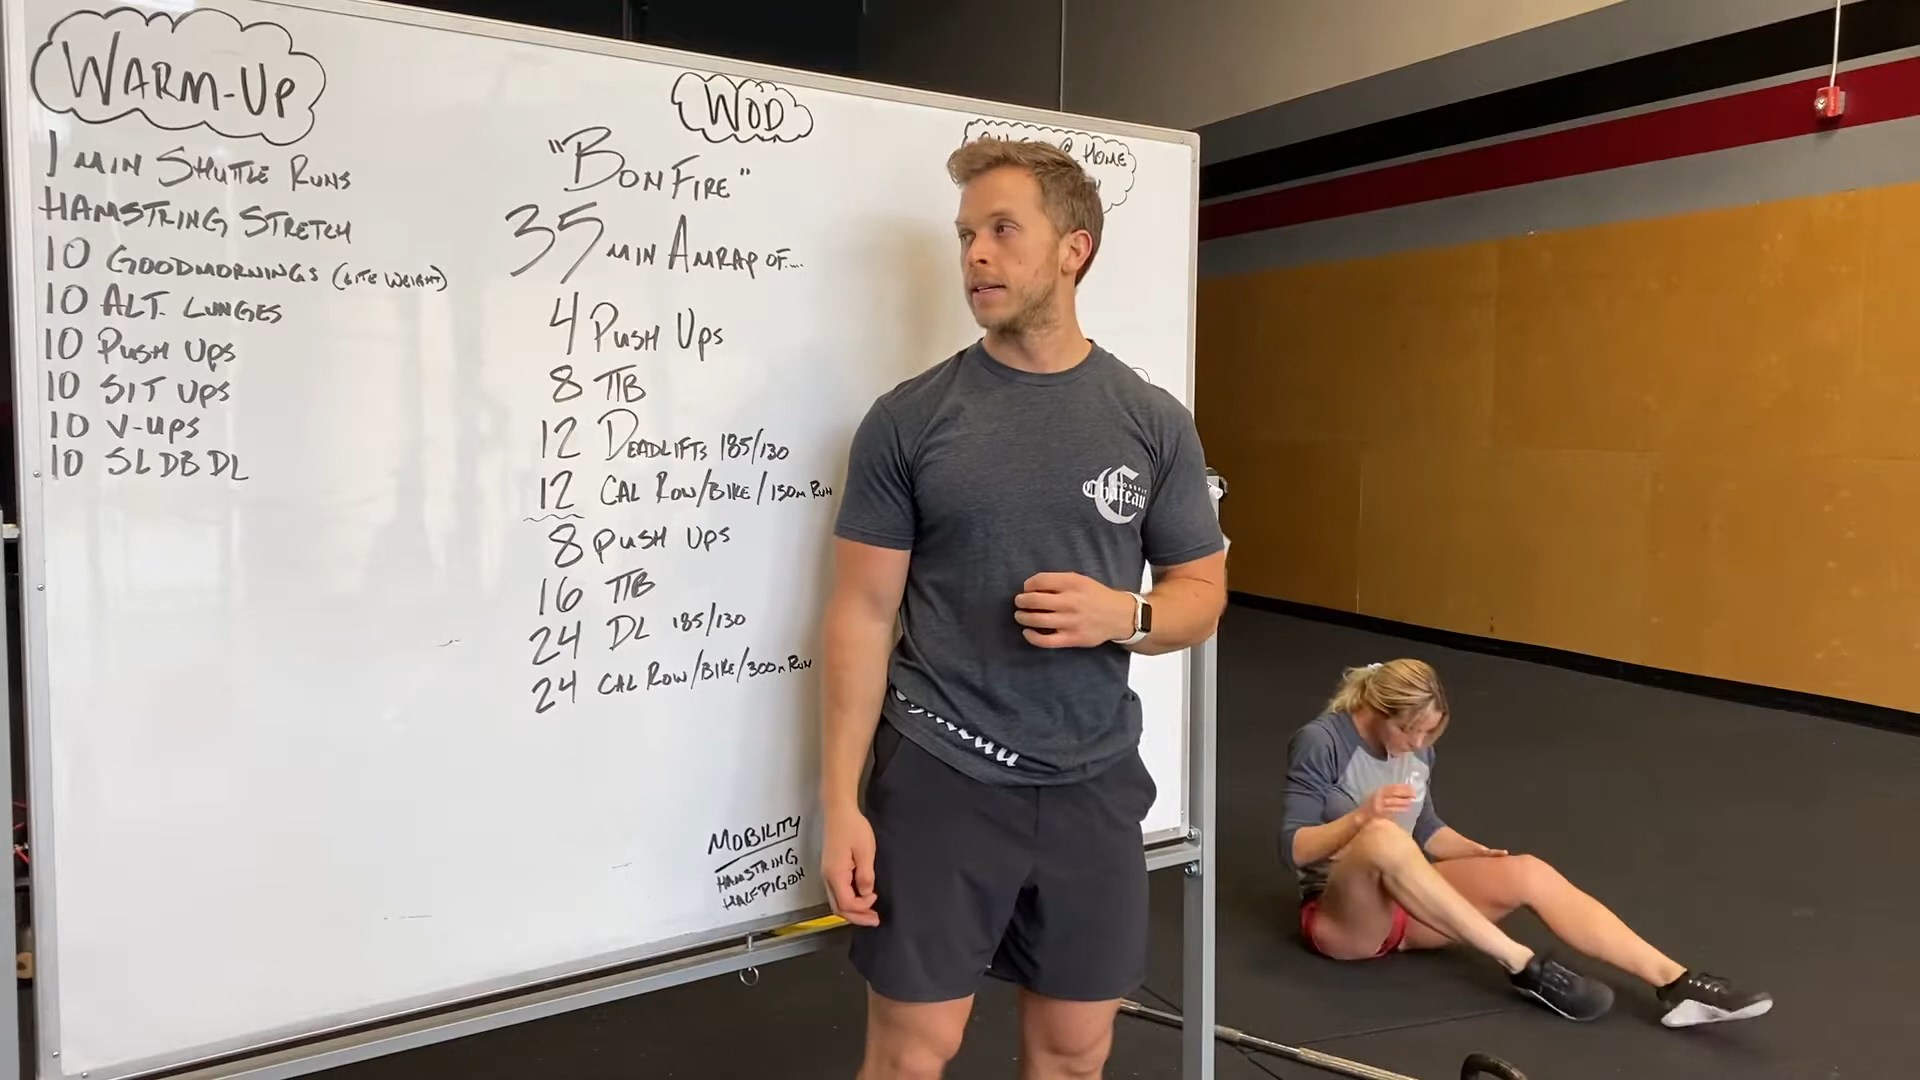 WARM-UP
1 MIN SHUTTLE RUNS
HAMSTRING STRETCH
10 GOODMORNINGS (LITE WEIGHT)
10 ALT. LUNGES
10 PUSH UPS
10 SIT UPS
10 V-UPS
10 SL DB DL
WOD
"BONFIRE"
35 MIN AMRAP OF...
4 PUSH UPS
8 TTB
12 DEADLIFTS 185/130
12 CAL ROW/BIKE/150M RUN
8 PUSH UPS
16 TTB
24 DL 185/130
24 CAL ROW/BIKE/300M RUN
MOBILITY
HAMSTRING
HALF PIGEON
@ HOME
CROSSFIT
Chateau